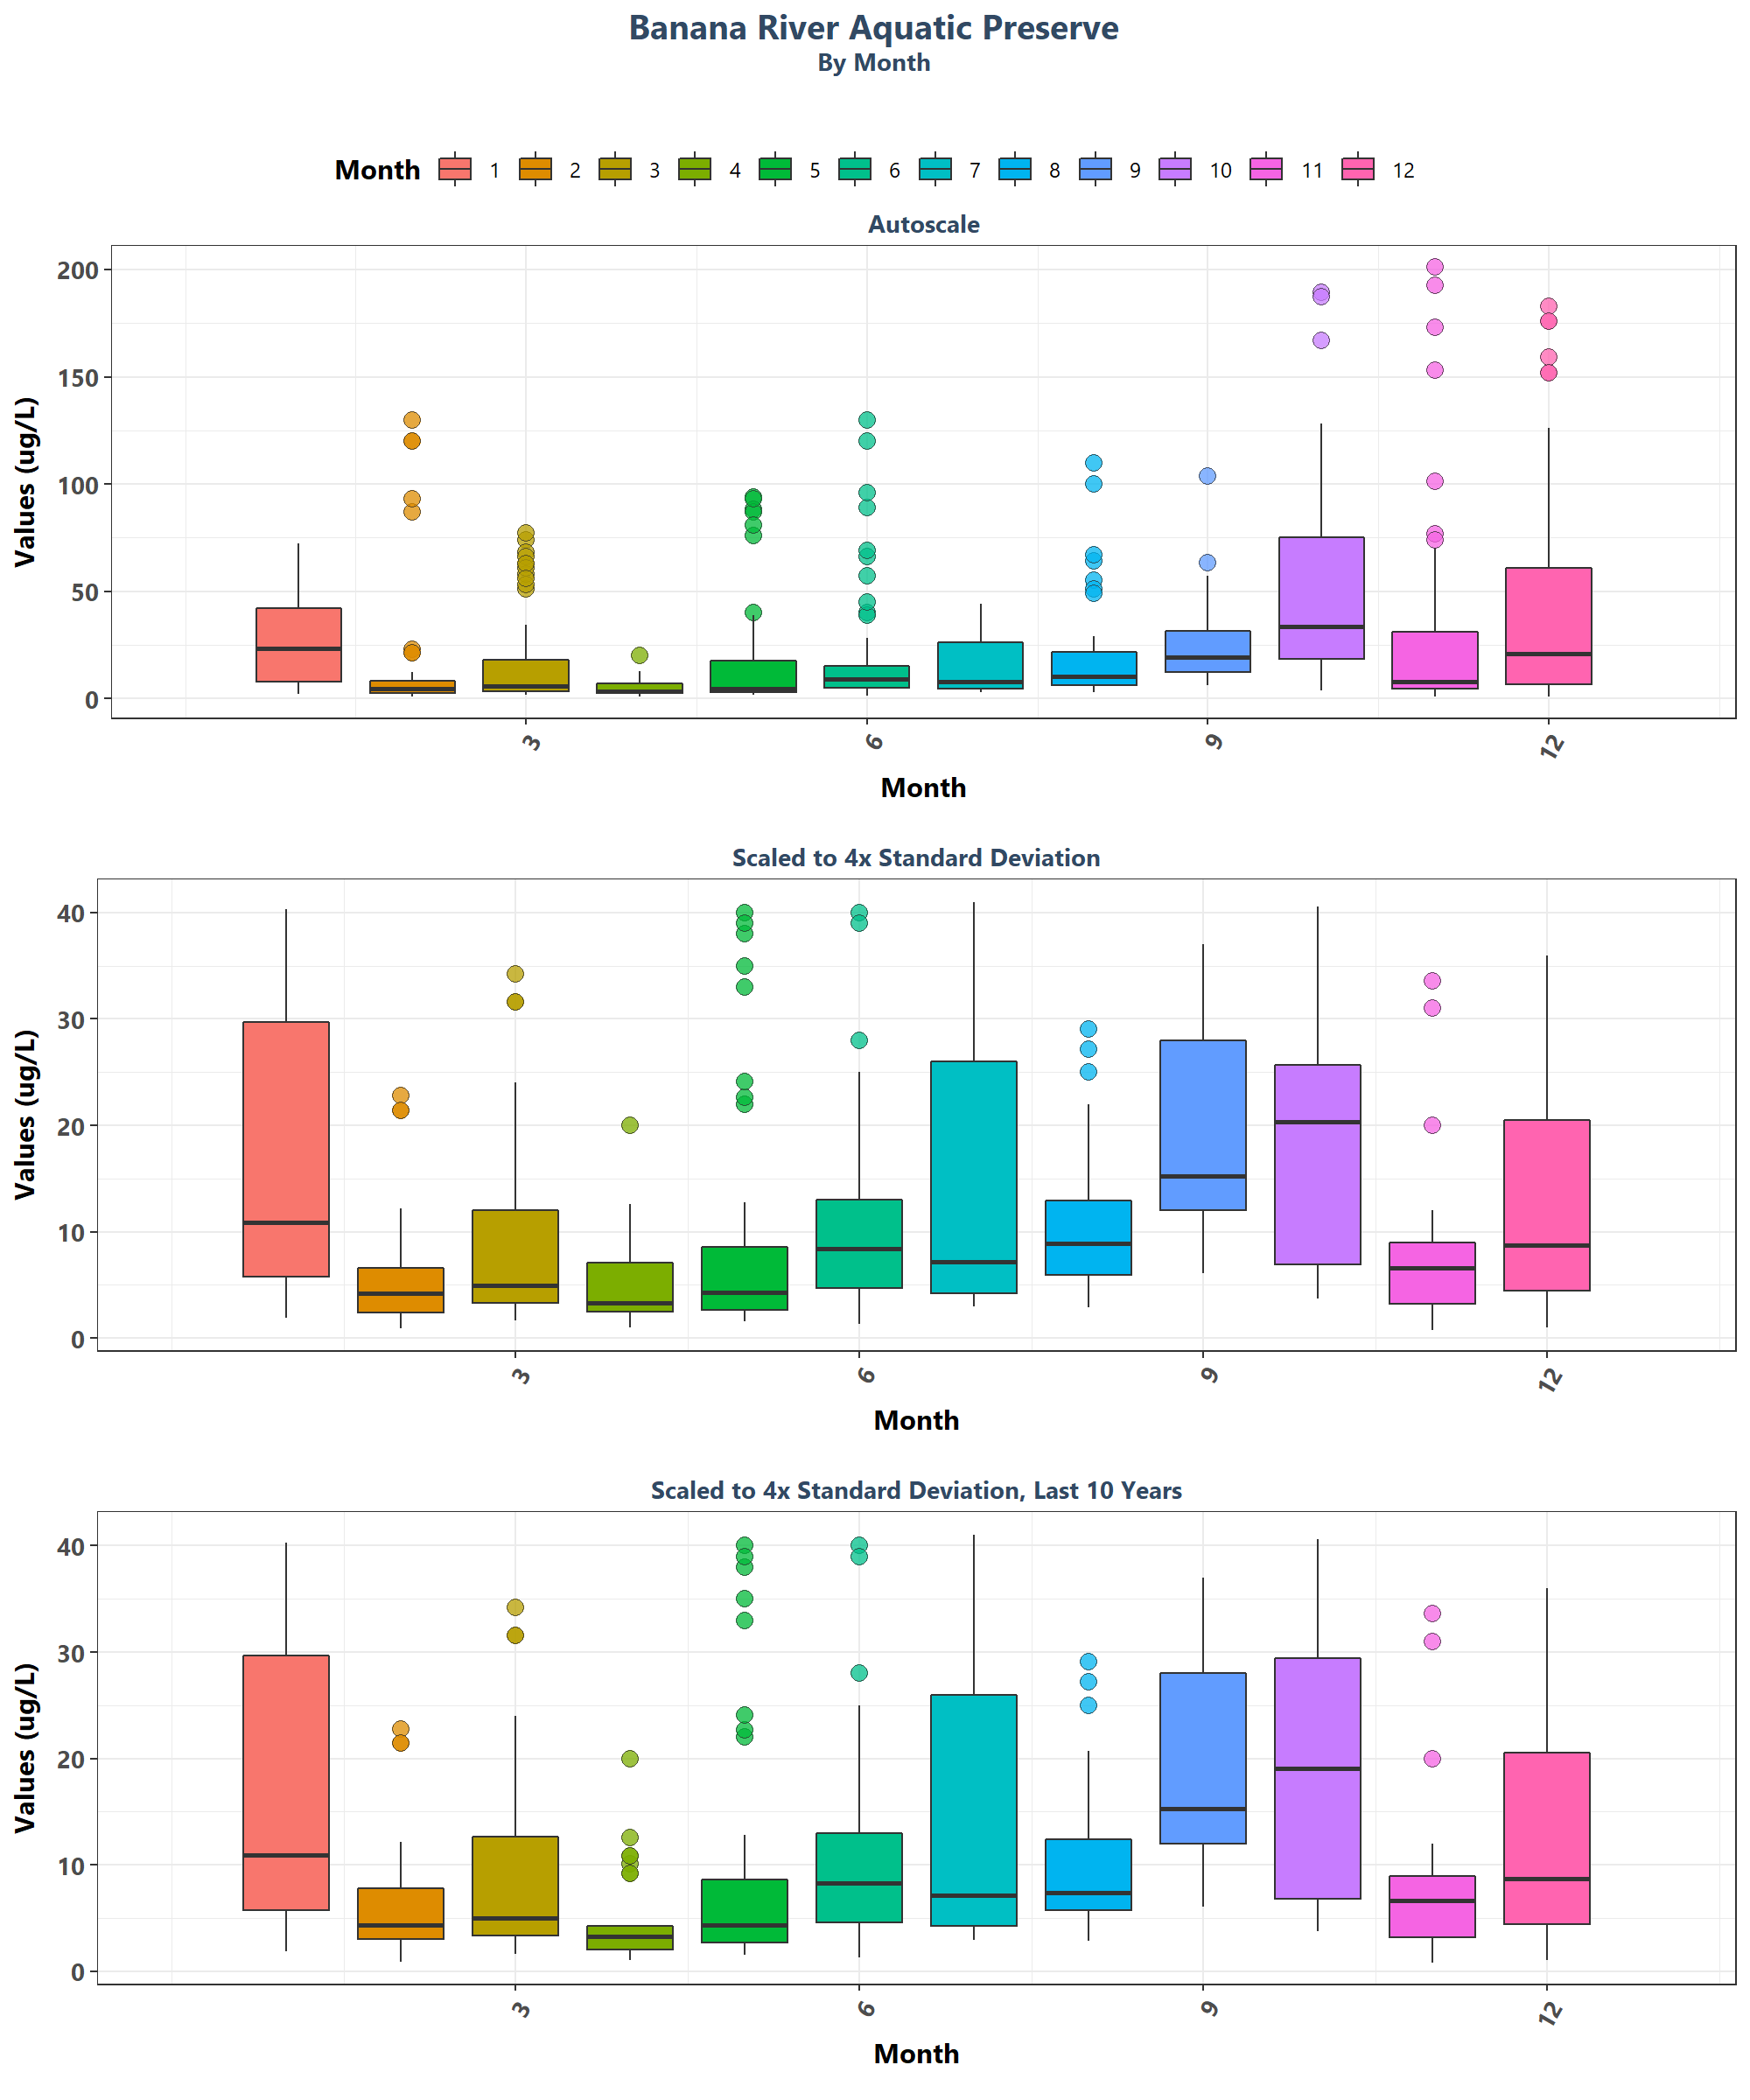 Banana River Aquatic Preserve
By Month
Month 1 2 3 4 5 6 7 8 9 10 11 12
Autoscale
Values (ug/L)
200
150
100
50
0
3 6 9 12
Month
Scaled to 4x Standard Deviation
Values (ug/L)
40
30
20
10
0
3 6 9 12
Month
Scaled to 4x Standard Deviation, Last 10 Years
Values (ug/L)
40
30
20
10
0
3 6 9 12
Month